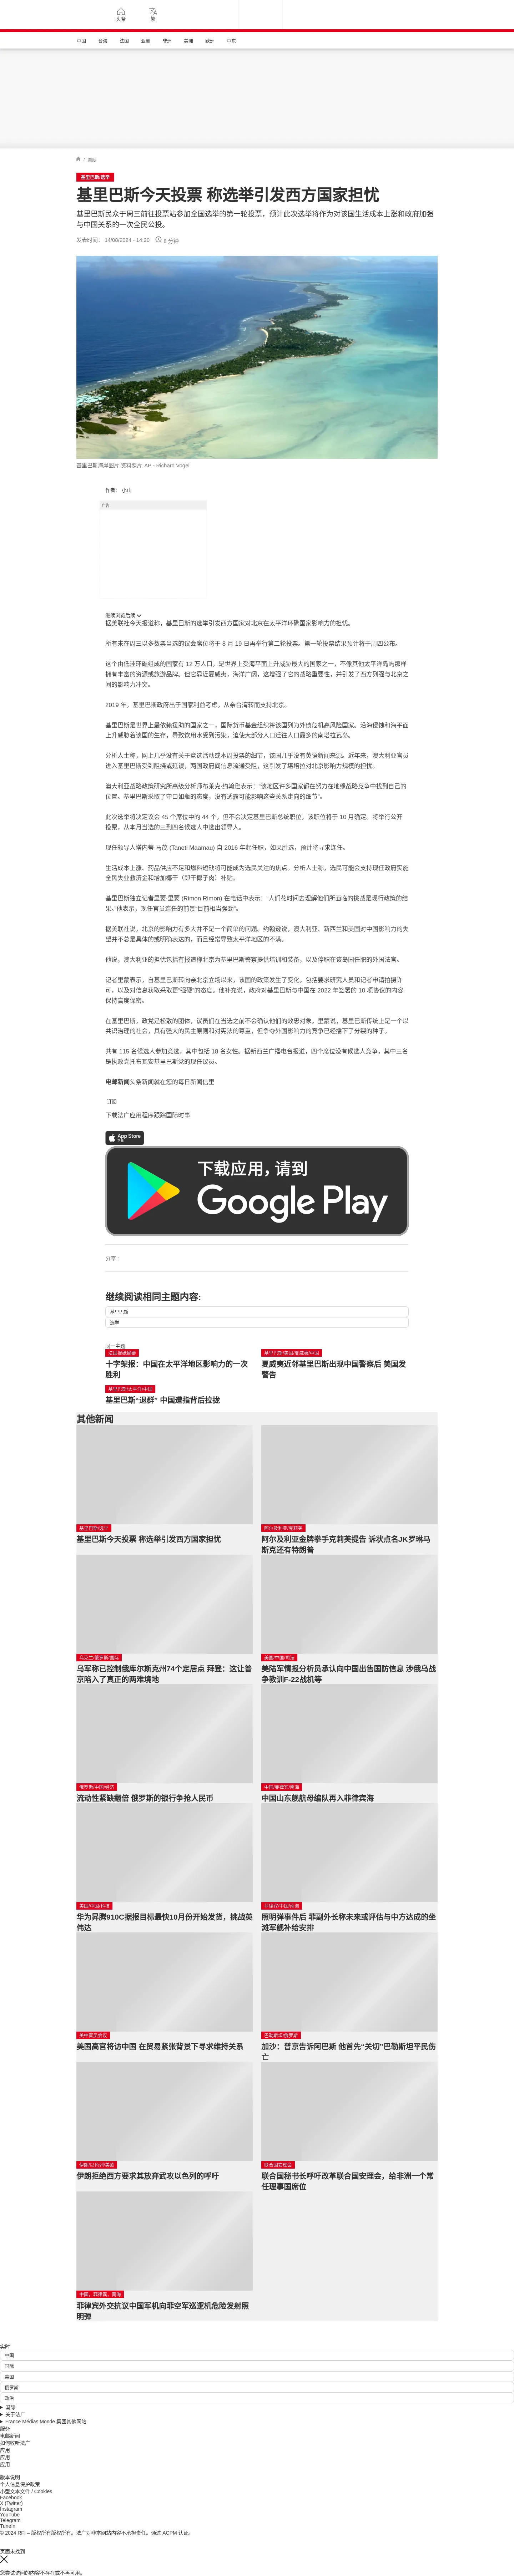 头条
繁
中国
台海
法国
亚洲
非洲
美洲
欧洲
中东
/ 国际
基里巴斯/选举
基里巴斯今天投票 称选举引发西方国家担忧
基里巴斯民众于周三前往投票站参加全国选举的第一轮投票，预计此次选举将作为对该国生活成本上涨和政府加强与中国关系的一次全民公投。
发表时间： 14/08/2024 - 14:20
8 分钟
基里巴斯海岸图片 资料照片 AP - Richard Vogel
作者： 小山
广告
继续浏览后续
据美联社今天报道称，基里巴斯的选举引发西方国家对北京在太平洋环礁国家影响力的担忧。
所有未在周三以多数票当选的议会席位将于 8 月 19 日再举行第二轮投票。第一轮投票结果预计将于周四公布。
这个由低洼环礁组成的国家有 12 万人口，是世界上受海平面上升威胁最大的国家之一，不像其他太平洋岛屿那样
拥有丰富的资源或旅游品牌。但它靠近夏威夷，海洋广阔，这增强了它的战略重要性，并引发了西方列强与北京之
间的影响力冲突。
2019 年，基里巴斯政府出于国家利益考虑，从亲台湾转而支持北京。
基里巴斯是世界上最依赖援助的国家之一，国际货币基金组织将该国列为外债危机高风险国家。沿海侵蚀和海平面
上升威胁着该国的生存，导致饮用水受到污染，迫使大部分人口迁往人口最多的南塔拉瓦岛。
分析人士称，网上几乎没有关于竞选活动或本周投票的细节，该国几乎没有英语新闻来源。近年来，澳大利亚官员
进入基里巴斯受到阻挠或延误，两国政府间信息流通受阻，这引发了堪培拉对北京影响力规模的担忧。
澳大利亚战略政策研究所高级分析师布莱克·约翰逊表示：“该地区许多国家都在努力在地缘战略竞争中找到自己的
位置。基里巴斯采取了守口如瓶的态度，没有透露可能影响这些关系走向的细节”。
此次选举将决定议会 45 个席位中的 44 个，但不会决定基里巴斯总统职位，该职位将于 10 月确定。将举行公开
投票，从本月当选的三到四名候选人中选出领导人。
现任领导人塔内蒂·马茂 (Taneti Maamau) 自 2016 年起任职，如果胜选，预计将寻求连任。
生活成本上涨、药品供应不足和燃料短缺将可能成为选民关注的焦点。分析人士称，选民可能会支持现任政府实施
全民失业救济金和增加椰干（即干椰子肉）补贴。
基里巴斯独立记者里蒙·里蒙 (Rimon Rimon) 在电话中表示：“人们花时间去理解他们所面临的挑战是现行政策的结
果。”他表示，现任官员连任的前景“目前相当强劲”。
据美联社说，北京的影响力有多大并不是一个简单的问题。约翰逊说，澳大利亚、新西兰和美国对中国影响力的失
望并不总是具体的或明确表达的，而且经常导致太平洋地区的不满。
他说，澳大利亚的担忧包括有报道称北京为基里巴斯警察提供培训和装备，以及停职在该岛国任职的外国法官。
记者里蒙表示，自基里巴斯转向亲北京立场以来，该国的政策发生了变化，包括要求研究人员和记者申请拍摄许
可，以及对信息获取采取更“强硬”的态度。他补充说，政府对基里巴斯与中国在 2022 年签署的 10 项协议的内容
保持高度保密。
在基里巴斯，政党是松散的团体，议员们在当选之前不会确认他们的效忠对象。里蒙说，基里巴斯传统上是一个以
共识治理的社会，具有强大的民主原则和对宪法的尊重，但争夺外国影响力的竞争已经播下了分裂的种子。
共有 115 名候选人参加竞选，其中包括 18 名女性。据新西兰广播电台报道，四个席位没有候选人竞争，其中三名
是执政党托布瓦安基里巴斯党的现任议员。
电邮新闻头条新闻就在您的每日新闻信里
订阅
下载法广应用程序跟踪国际时事
App Store
下载
下载应用，请到
Google Play
分享 :
继续阅读相同主题内容:
基里巴斯
选举
同一主题
法国报纸摘要
十字架报：中国在太平洋地区影响力的一次胜利
基里巴斯/美国/夏威夷/中国
夏威夷近邻基里巴斯出现中国警察后 美国发警告
基里巴斯/太平洋/中国
基里巴斯“退群” 中国遭指背后拉拢
其他新闻
基里巴斯/选举
基里巴斯今天投票 称选举引发西方国家担忧
阿尔及利亚/克莉芙
阿尔及利亚金牌拳手克莉芙提告 诉状点名JK罗琳马斯克还有特朗普
乌克兰/俄罗斯/国际
乌军称已控制俄库尔斯克州74个定居点 拜登：这让普京陷入了真正的两难境地
美国/中国/司法
美陆军情报分析员承认向中国出售国防信息 涉俄乌战争教训F-22战机等
俄罗斯/中国/经济
流动性紧缺翻倍 俄罗斯的银行争抢人民币
中国/菲律宾/南海
中国山东舰航母编队再入菲律宾海
美国/中国/科技
华为昇腾910C据报目标最快10月份开始发货，挑战英伟达
菲律宾/中国/南海
照明弹事件后 菲副外长称未来或评估与中方达成的坐滩军舰补给安排
美中官员会议
美国高官将访中国 在贸易紧张背景下寻求维持关系
巴勒斯坦/俄罗斯
加沙：普京告诉阿巴斯 他首先“关切”巴勒斯坦平民伤亡
伊朗/以色列/美欧
伊朗拒绝西方要求其放弃武攻以色列的呼吁
联合国安理会
联合国秘书长呼吁改革联合国安理会，给非洲一个常任理事国席位
中国、菲律宾、南海
菲律宾外交抗议中国军机向菲空军巡逻机危险发射照明弹
实时
中国
国际
美国
俄罗斯
政治
国际
关于法广
France Médias Monde 集团其他网站
服务
电邮新闻
如何收听法广
应用
应用
应用
版本说明
个人信息保护政策
小型文本文件 / Cookies
Facebook
X (Twitter)
Instagram
YouTube
Telegram
TuneIn
© 2024 RFI – 版权所有版权所有。法广对非本网站内容不承担责任。通过 ACPM 认证。
页面未找到
您尝试访问的内容不存在或不再可用。